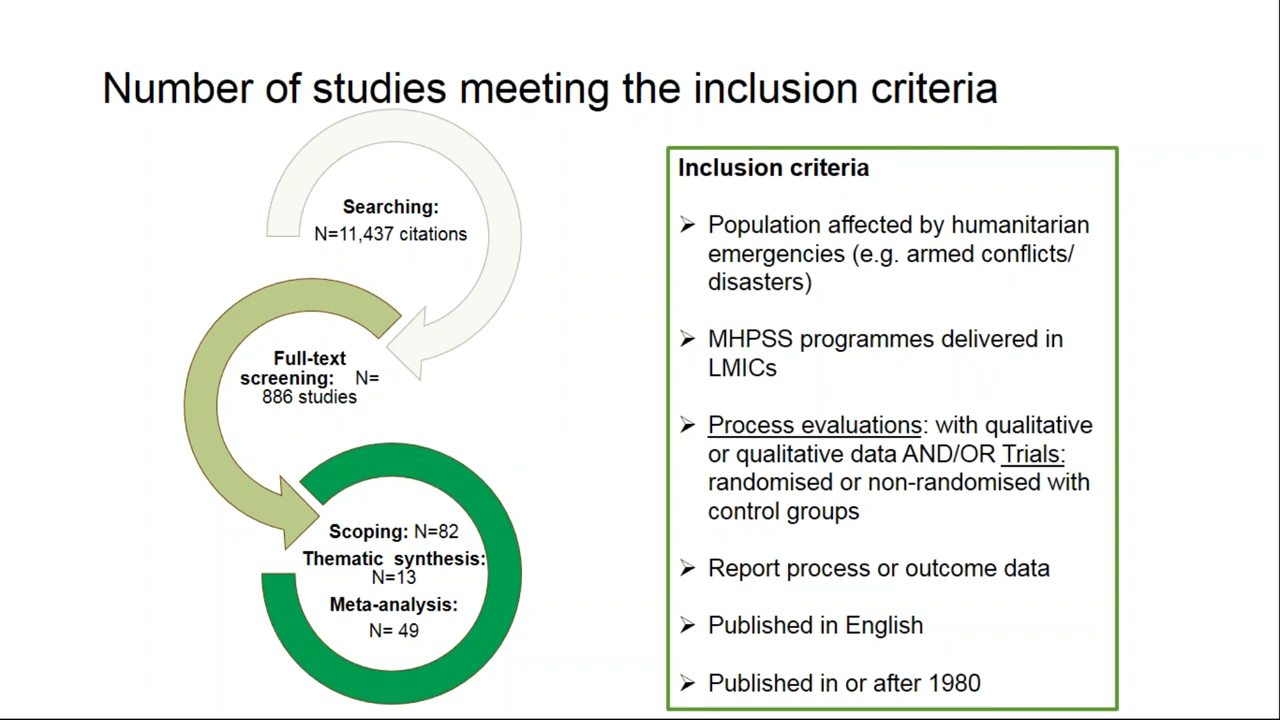 Number of studies meeting the inclusion criteria
Searching:
N=11,437 citations
Full-text
screening: N=
886 studies
Scoping: N=82
Thematic synthesis:
N=13
Meta-analysis:
N= 49
Inclusion criteria
➢ Population affected by humanitarian
emergencies (e.g. armed conflicts/
disasters)
➢ MHPSS programmes delivered in
LMICs
➢ Process evaluations: with qualitative
or qualitative data AND/OR Trials:
randomised or non-randomised with
control groups
➢ Report process or outcome data
➢ Published in English
➢ Published in or after 1980